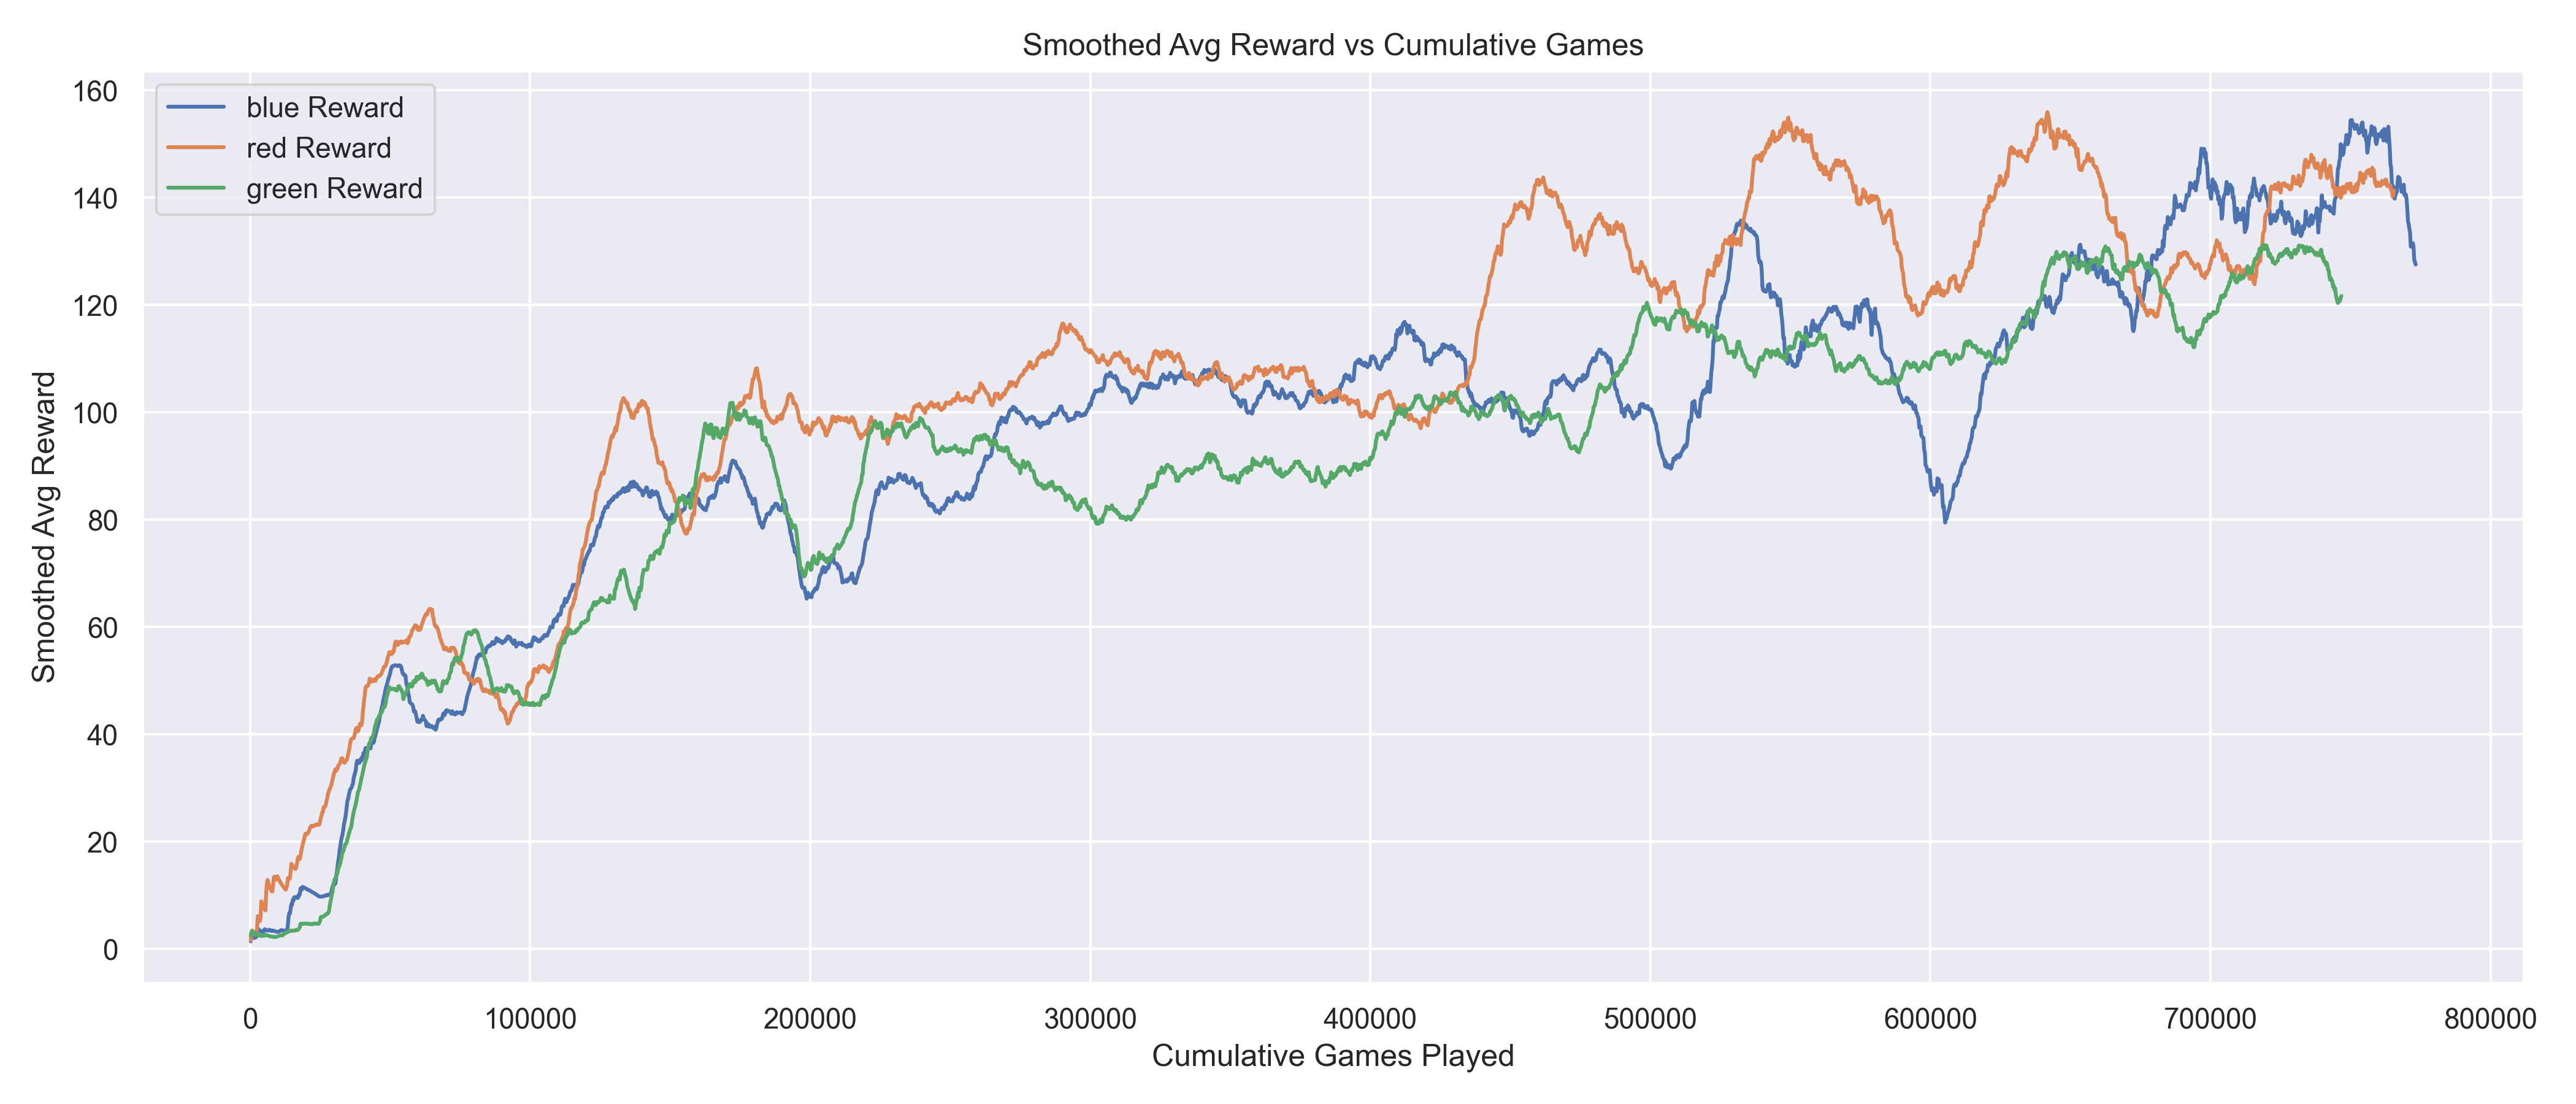 Smoothed Avg Reward vs Cumulative Games
160
140
120
100
80
60
40
20
0
Smoothed Avg Reward
blue Reward
red Reward
green Reward
0 100000 200000 300000 400000 500000 600000 700000 800000
Cumulative Games Played